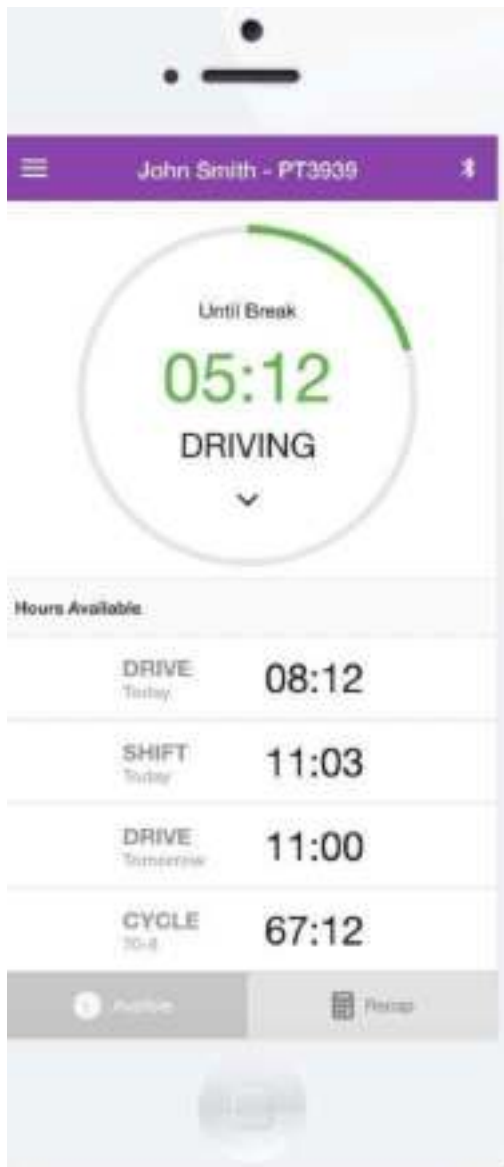 John Smith - PT3939
Until Break
05:12
DRIVING
Hours Available
DRIVE 08:12
Today
SHIFT 11:03
Today
DRIVE 11:00
Tomorrow
CYCLE 67:12
70-8
Recap